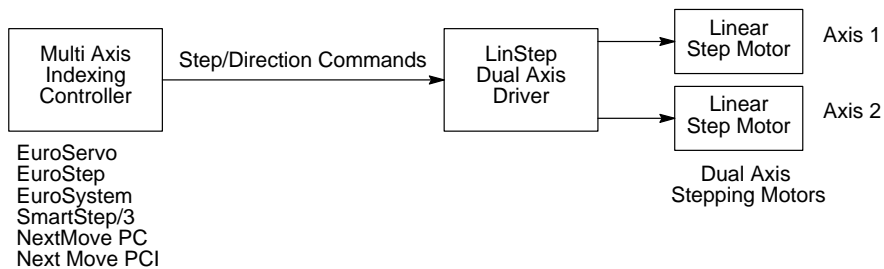 Multi Axis
Indexing
Controller
Step/Direction Commands
LinStep
Dual Axis
Driver
Linear
Step Motor
Axis 1
Linear
Step Motor
Axis 2
EuroServo
EuroStep
EuroSystem
SmartStep/3
NextMove PC
Next Move PCI
Dual Axis
Stepping Motors